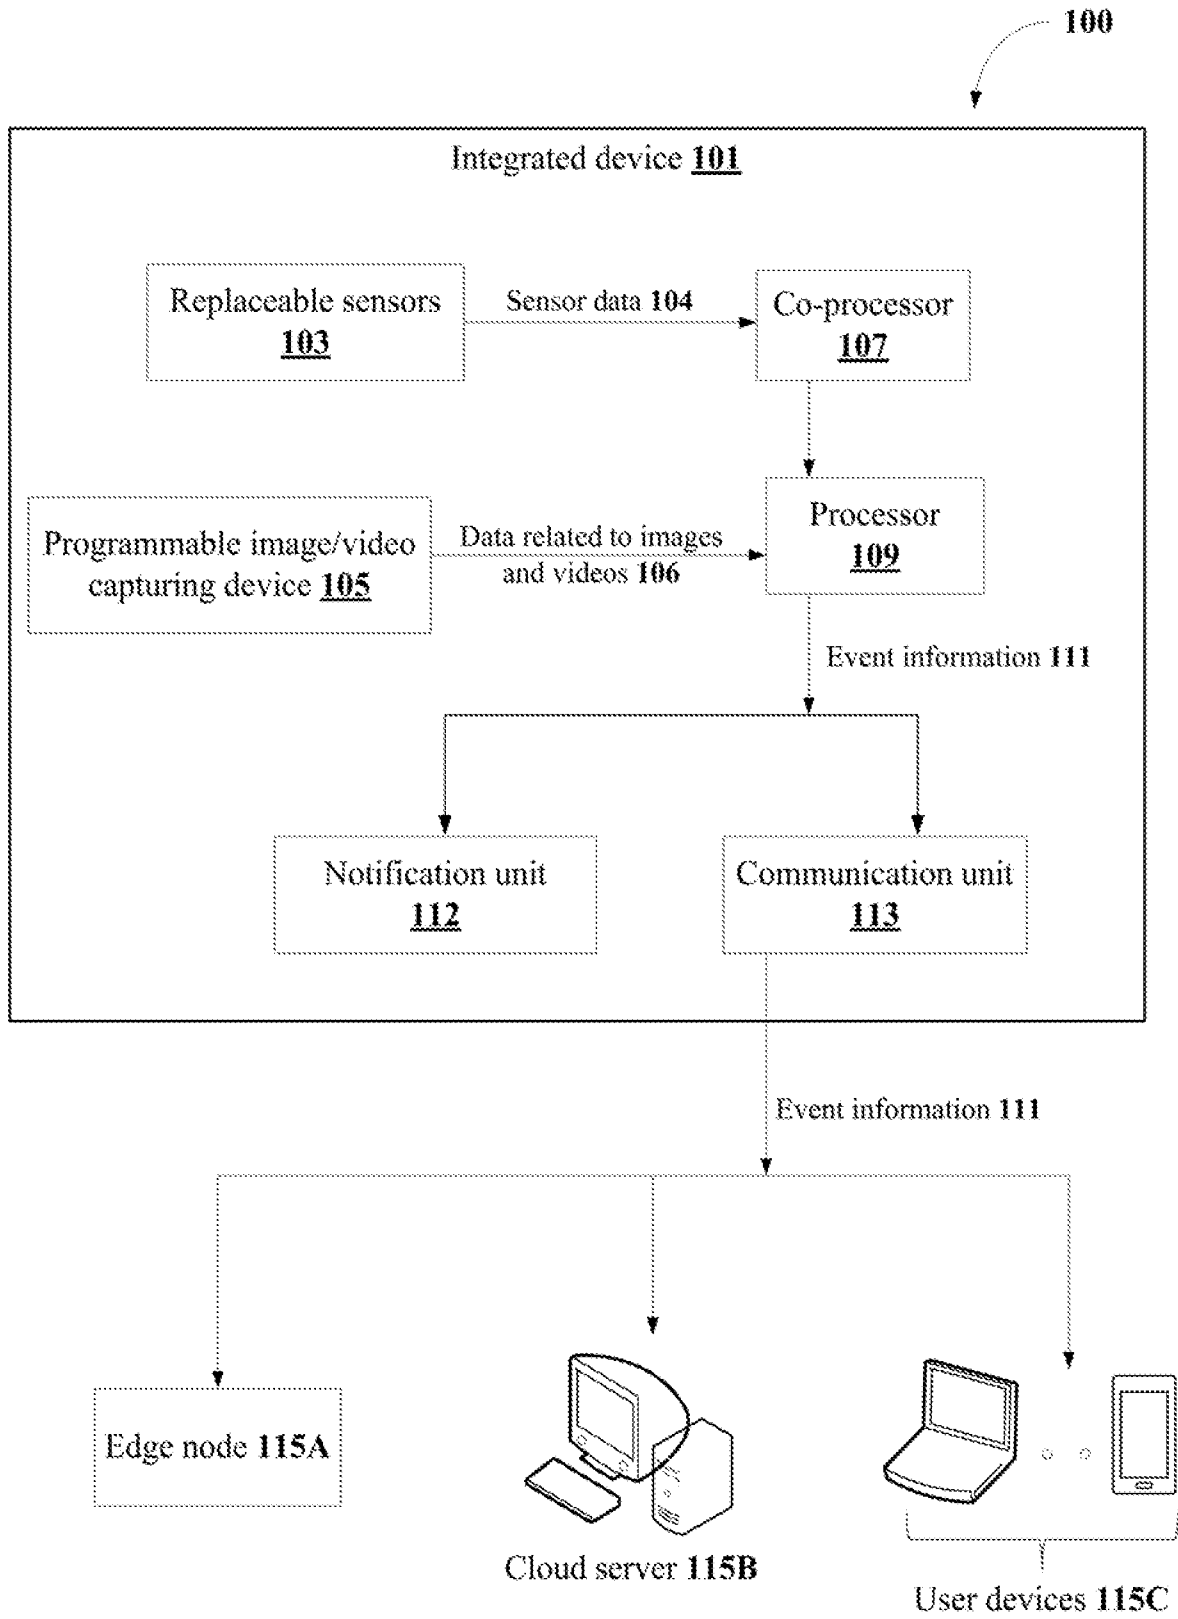 100
Integrated device 101
Replaceable sensors
103
Sensor data 104
Co-processor
107
Programmable image/video
capturing device 105
Data related to images
and videos 106
Processor
109
Event information 111
Notification unit
112
Communication unit
113
Event information 111
Edge node 115A
Cloud server 115B
User devices 115C